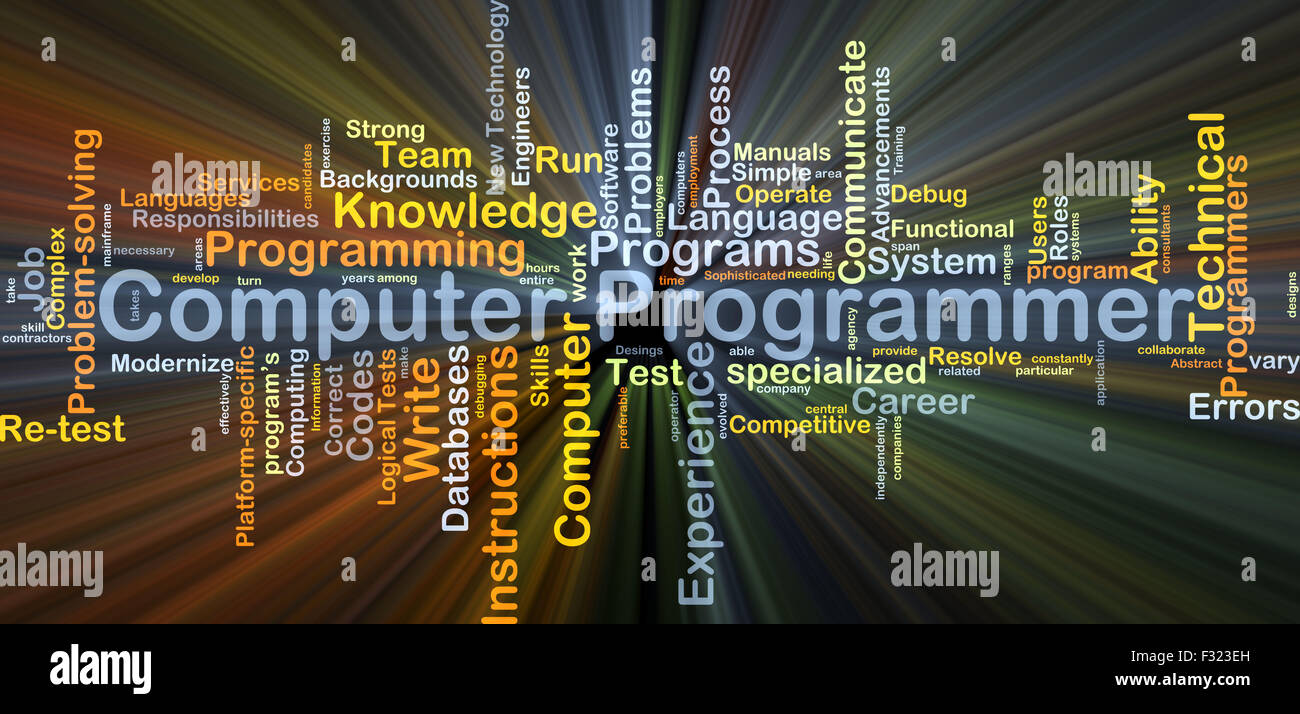 New Technology
Engineers
Strong
exercise
Team
candidates
Backgrounds
Run
Software
Problems
employers
computers
employment
Process
Manuals
Simple
area
Operate
Communicate
Advancements
Training
Debug
Functional
span
System
ranges
Users
Roles
systems
program
Ability
consultants
Technical
Programmers
designs
Services
Languages
Responsibilities
Knowledge
Language
Programming
Programs
Problem-solving
mainframe
necessary
areas
develop
turn
years
among
hours
entire
work
time
Sophisticated
needing
life
take
Job
Complex
skill
contractors
takes
Computer Programmer
Modernize
effectively
Platform-specific
program's
Computing
Information
Correct
Codes
Logical Tests
make
Write
Databases
debugging
Instructions
Skills
Computer
Desings
Test
preferable
operator
Experience
evolved
able
specialized
company
agency
provide
Resolve
related
constantly
particular
application
collaborate
Abstract
vary
Career
central
Competitive
independently
companies
Errors
Re-test
alamy
a
alamy
Image ID: F323EH
www.alamy.com